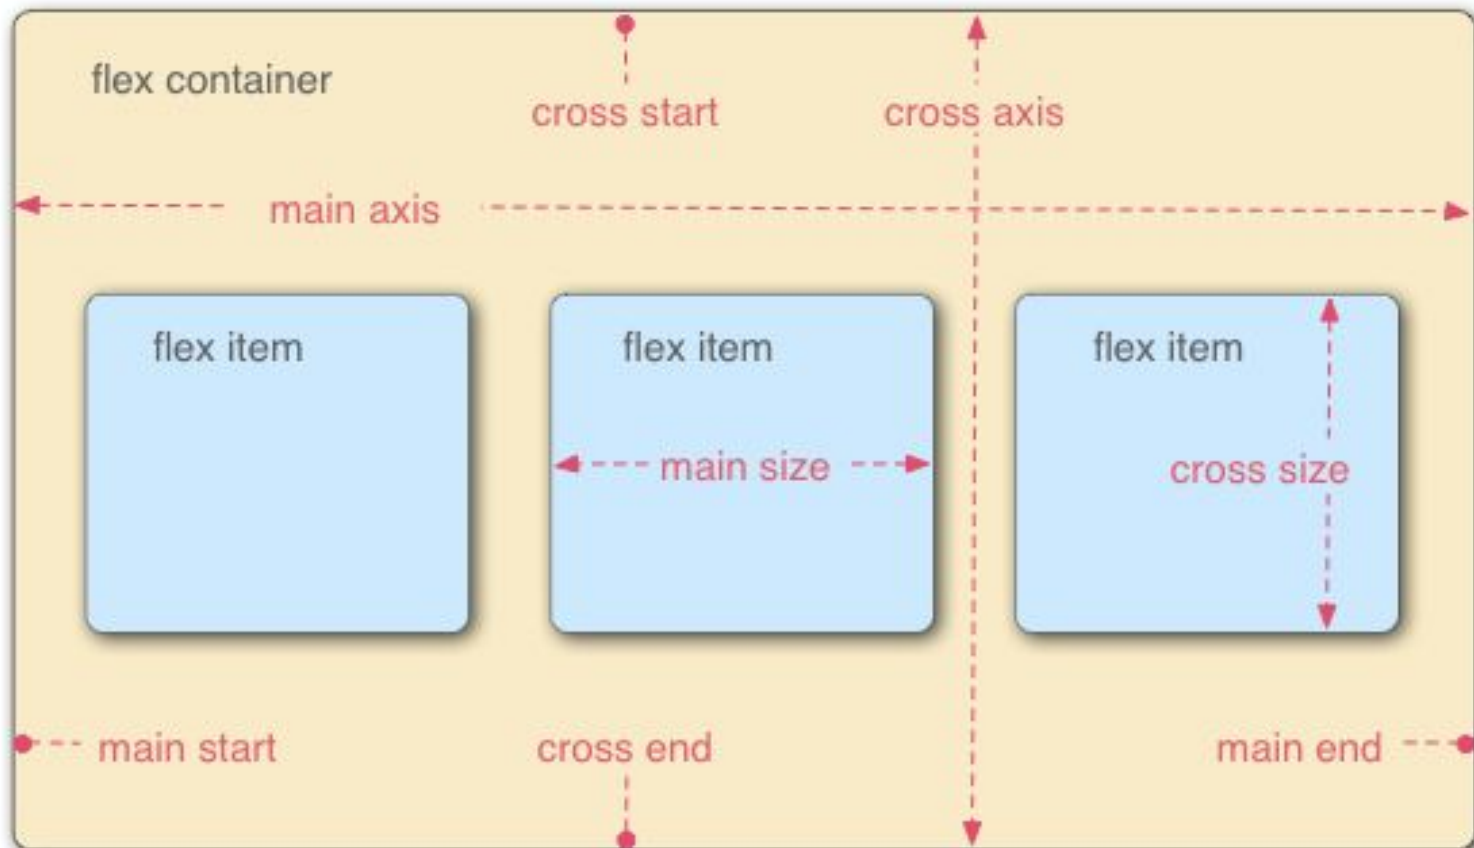 flex container
cross start
cross axis
main axis
flex item
flex item
flex item
main size
cross size
main start
cross end
main end